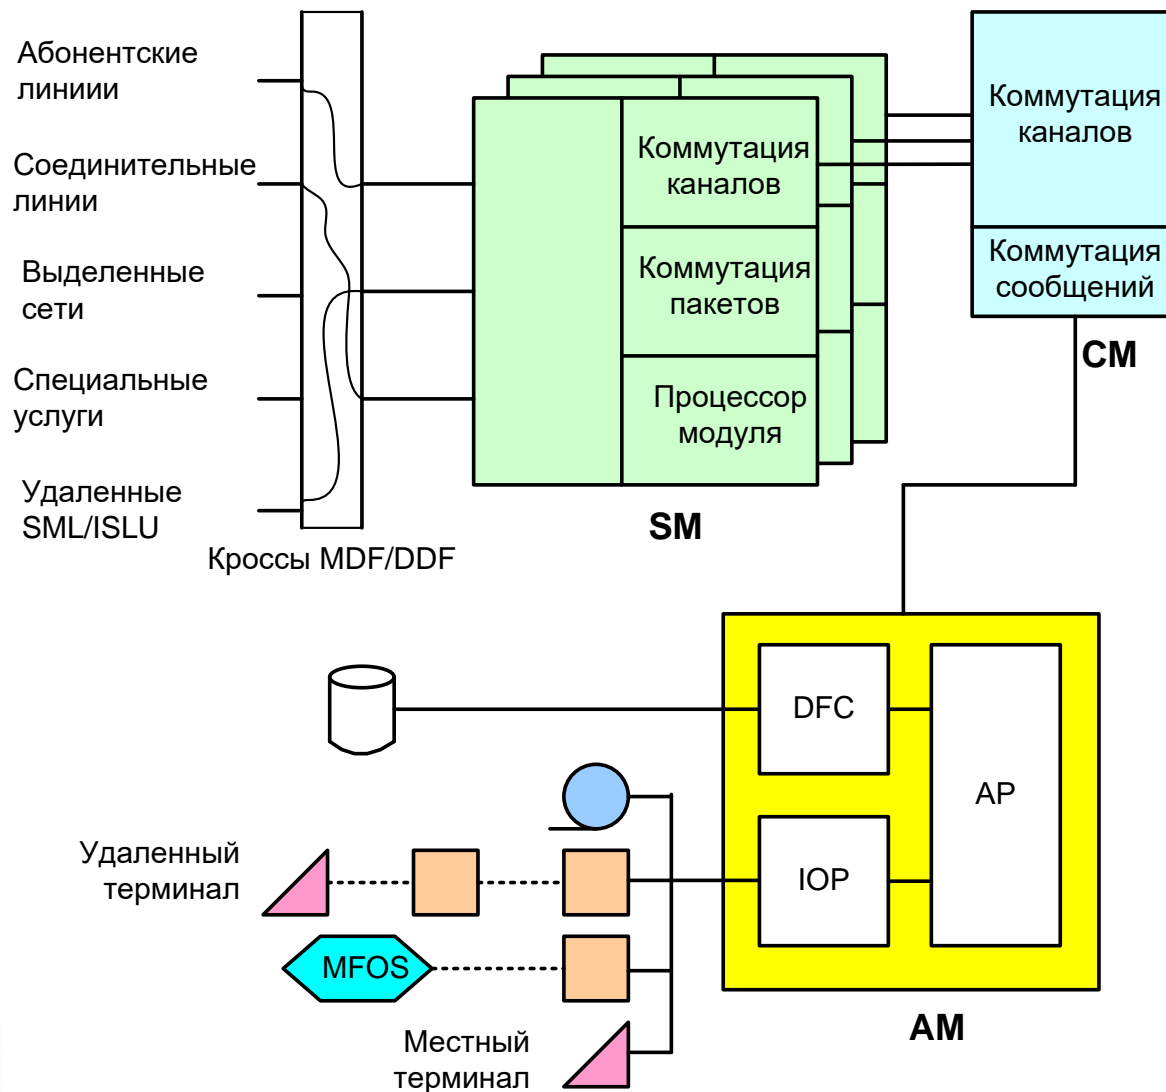 Абонентские
линиии
Соединительные
линии
Выделенные
сети
Специальные
услуги
Удаленные
SML/ISLU
Кроссы MDF/DDF
Коммутация
каналов
Коммутация
пакетов
Процессор
модуля
SM
Коммутация
каналов
Коммутация
сообщений
CM
DFC
IOP
AP
AM
Удаленный
терминал
MFOS
Местный
терминал